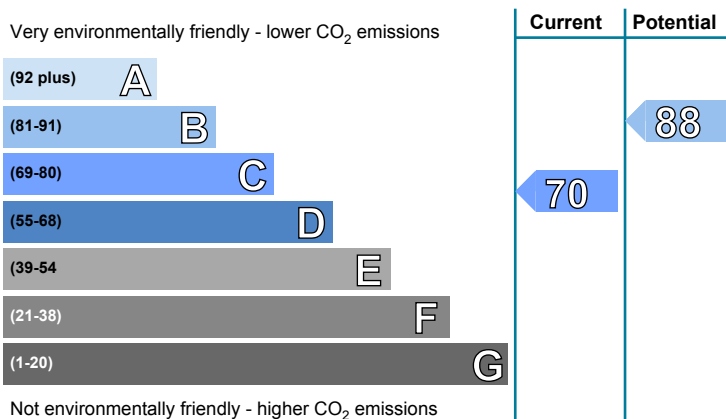 Very environmentally friendly - lower CO2 emissions
Current
Potential
(92 plus) A
(81-91) B
88
(69-80) C
70
(55-68) D
(39-54 E
(21-38) F
(1-20) G
Not environmentally friendly - higher CO2 emissions